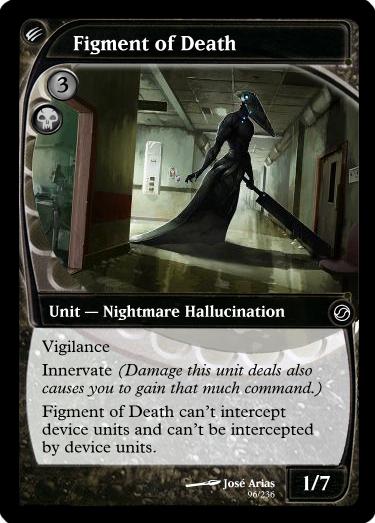 Figment of Death
3
Unit — Nightmare Hallucination
Vigilance
Innervate (Damage this unit deals also
causes you to gain that much command.)
Figment of Death can't intercept
device units and can't be intercepted
by device units.
José Arias
96/236
1/7